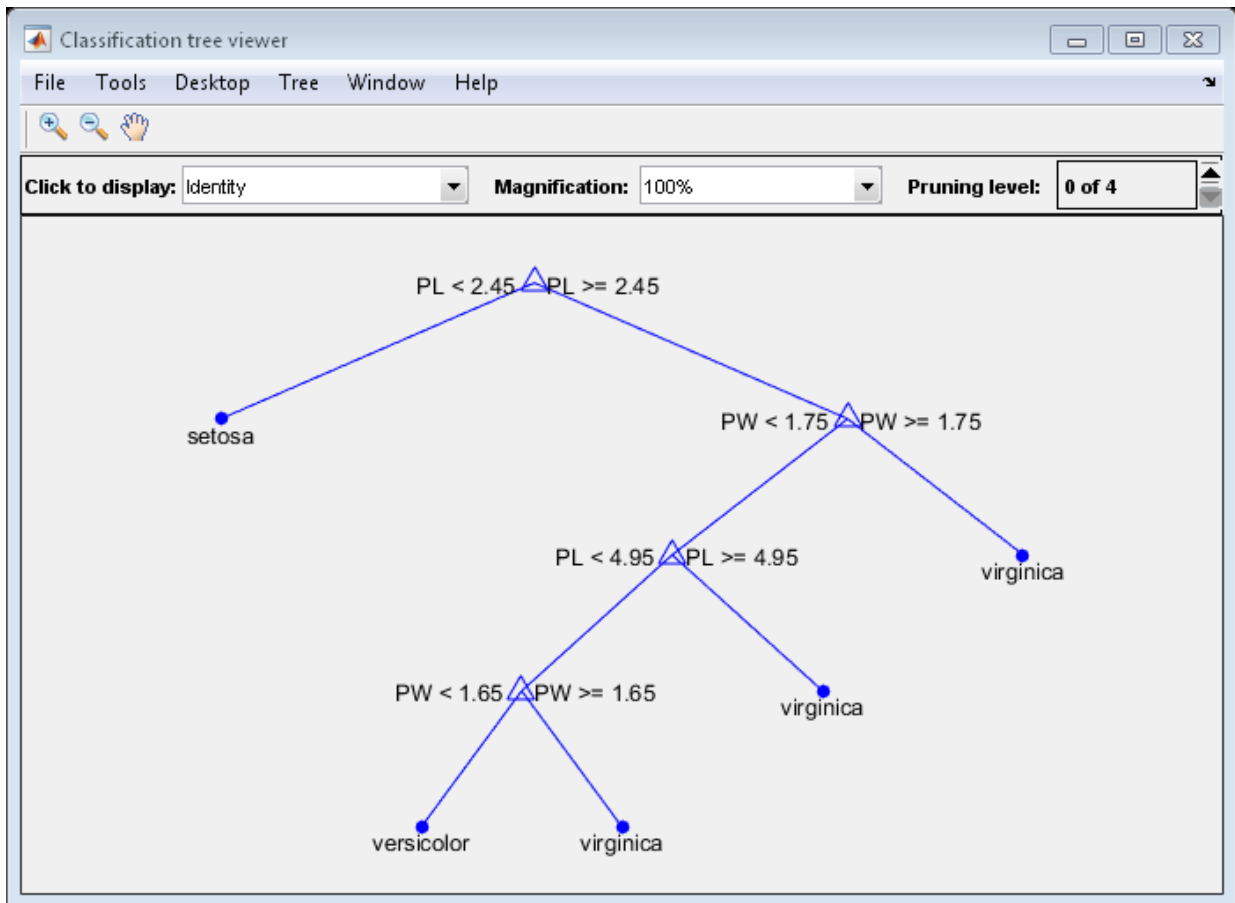 Classification tree viewer
File Tools Desktop Tree Window Help
Click to display: Identity Magnification: 100% Pruning level: 0 of 4
PL < 2.45 PL >= 2.45
setosa
PW < 1.75 PW >= 1.75
PL < 4.95 PL >= 4.95
virginica
PW < 1.65 PW >= 1.65
virginica
versicolor virginica